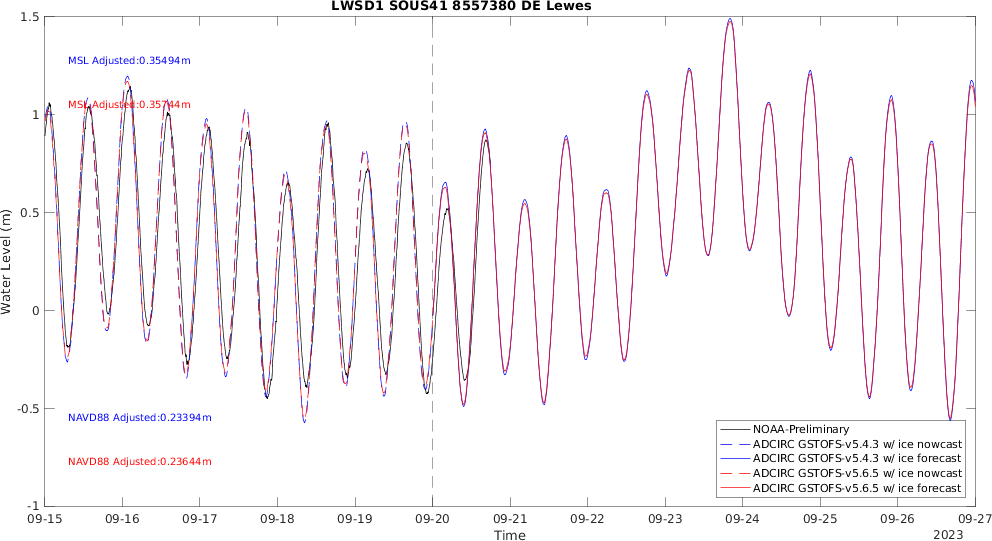 LWSD1 SOUS41 8557380 DE Lewes
1.5
1
0.5
0
-0.5
-1
Water Level (m)
MSL Adjusted:0.35494m
MSL Adjusted:0.35744m
NAVD88 Adjusted:0.23394m
NAVD88 Adjusted:0.23644m
NOAA-Preliminary
ADCIRC GSTOFS-v5.4.3 w/ ice nowcast
ADCIRC GSTOFS-v5.4.3 w/ ice forecast
ADCIRC GSTOFS-v5.6.5 w/ ice nowcast
ADCIRC GSTOFS-v5.6.5 w/ ice forecast
09-15 09-16 09-17 09-18 09-19 09-20 09-21 09-22 09-23 09-24 09-25 09-26 09-27
Time
2023